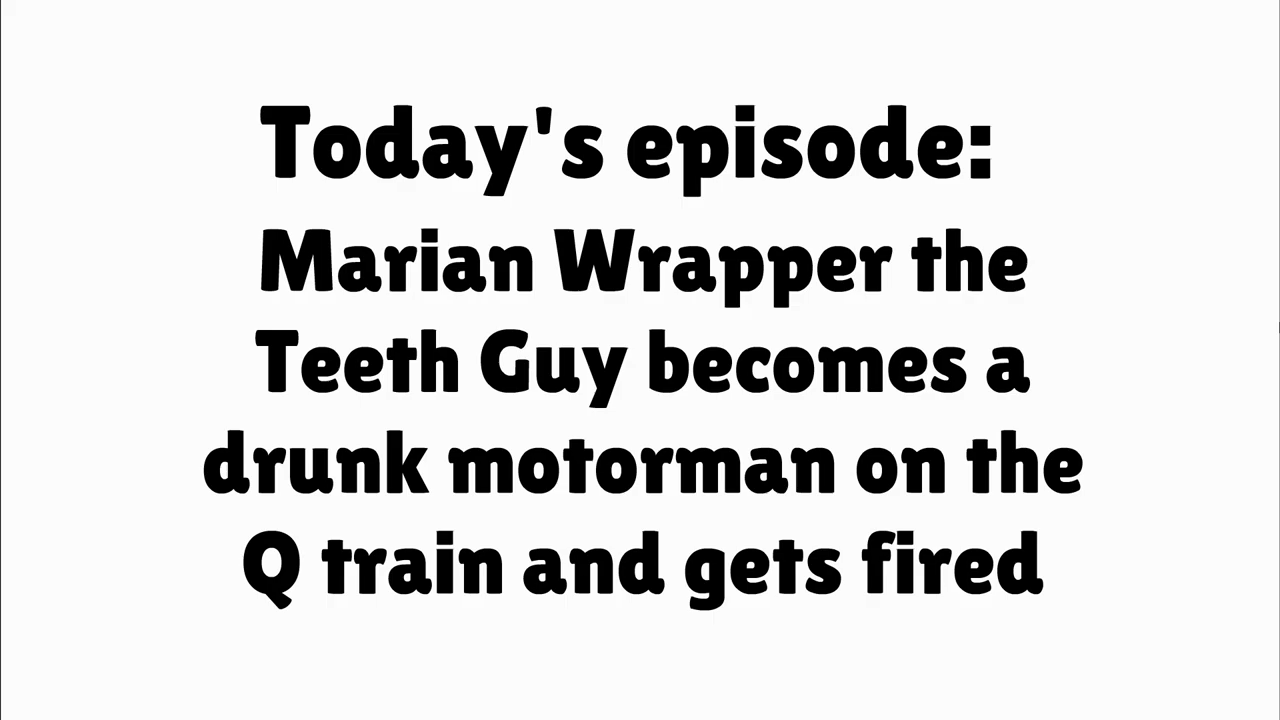 Today's episode:
Marian Wrapper the
Teeth Guy becomes a
drunk motorman on the
Q train and gets fired